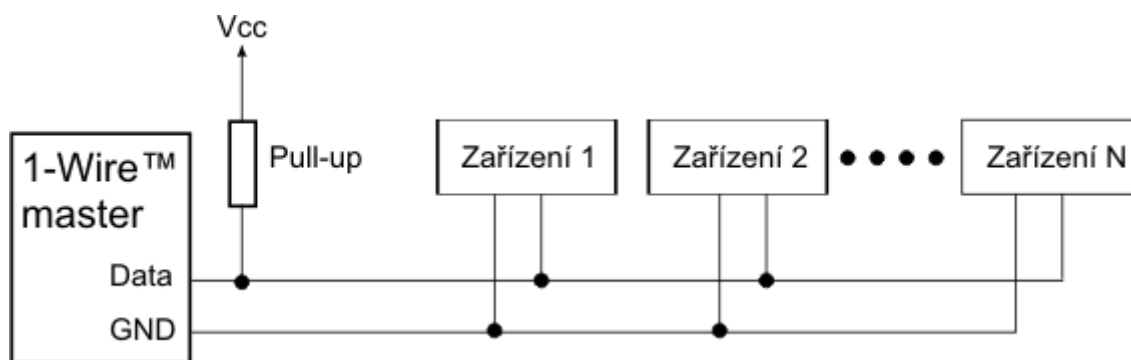 Vcc
1-Wire™
master
Pull-up
Zařízení 1
Zařízení 2
Zařízení N
Data
GND